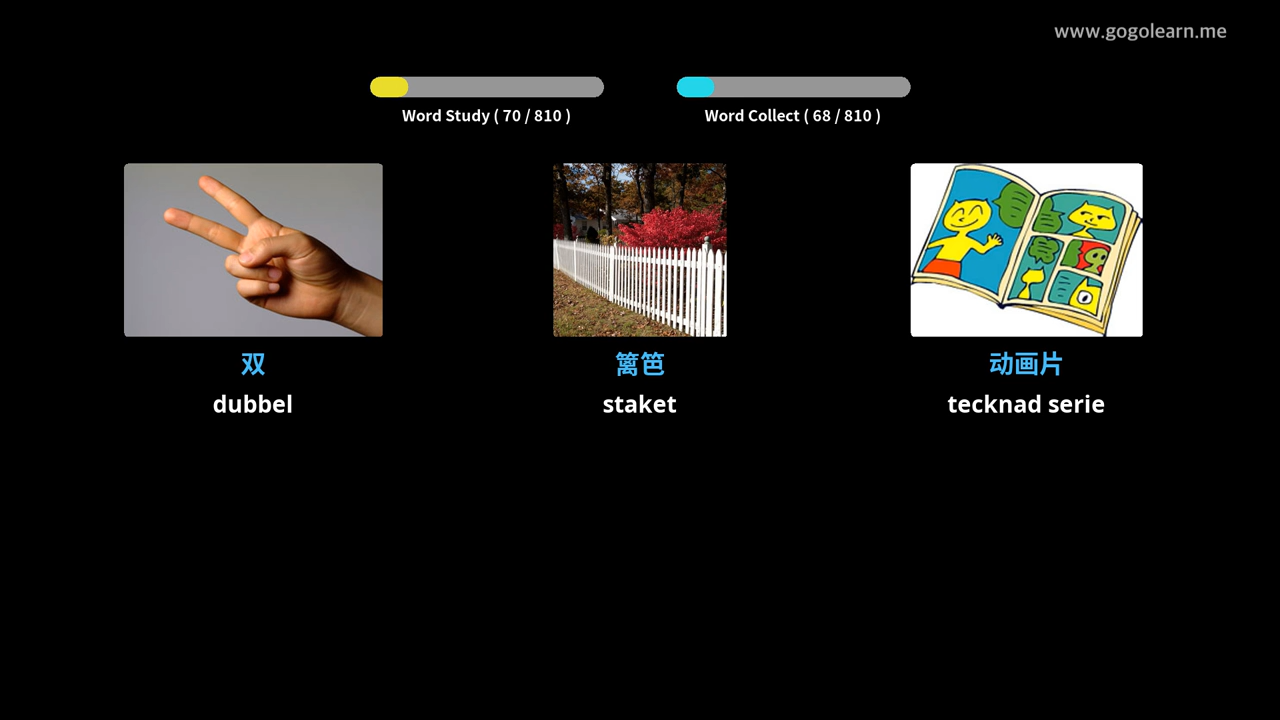 www.gogolearn.me
Word Study ( 70 / 810 )
Word Collect ( 68 / 810 )
双
篱笆
动画片
dubbel
staket
tecknad serie